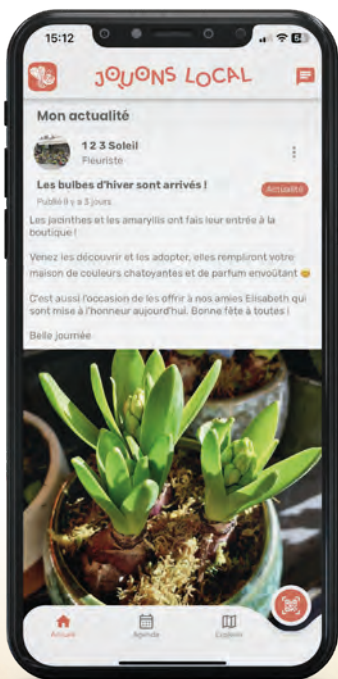 15:12
JOUONS LOCAL
Mon actualité
1 2 3 Soleil
Fleuriste
Les bulbes d'hiver sont arrivés !
Actualité
Publié il y a 3 jours
Les jacinthes et les amaryllis ont fais leur entrée à la
boutique !
Venez les découvrir et les adopter, elles rempliront votre
maison de couleurs chatoyantes et de parfum envoûtant 😊
C'est aussi l'occasion de les offrir à nos amies Elisabeth qui
sont mise à l'honneur aujourd'hui. Bonne fête à toutes !
Belle journée
Accueil
Agenda
Explorer